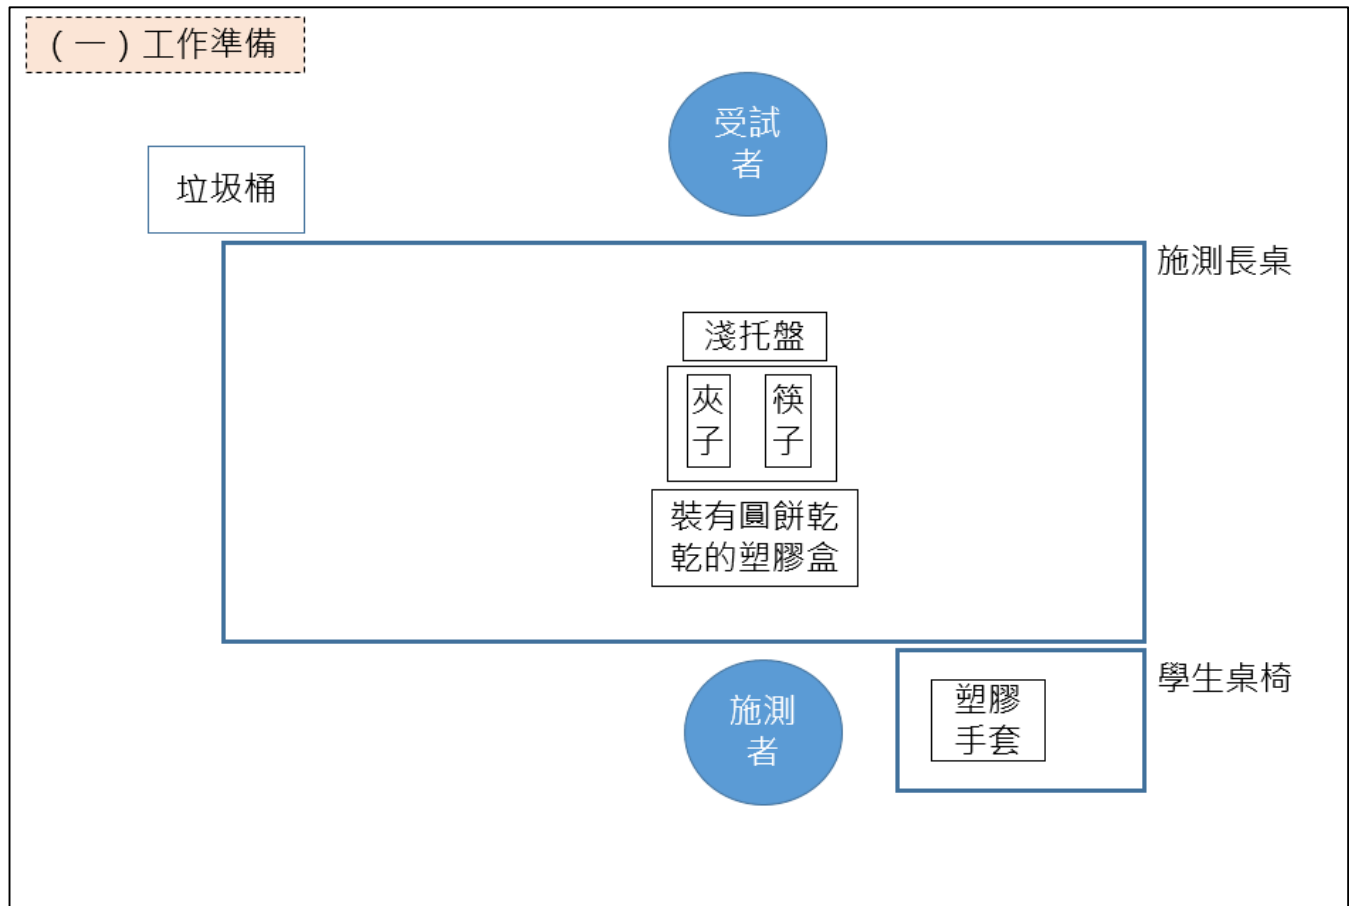 (一)工作準備
受試
者
垃圾桶
施測長桌
淺托盤
夾
子
筷
子
裝有圓餅乾
乾的塑膠盒
施測
者
學生桌椅
塑膠
手套